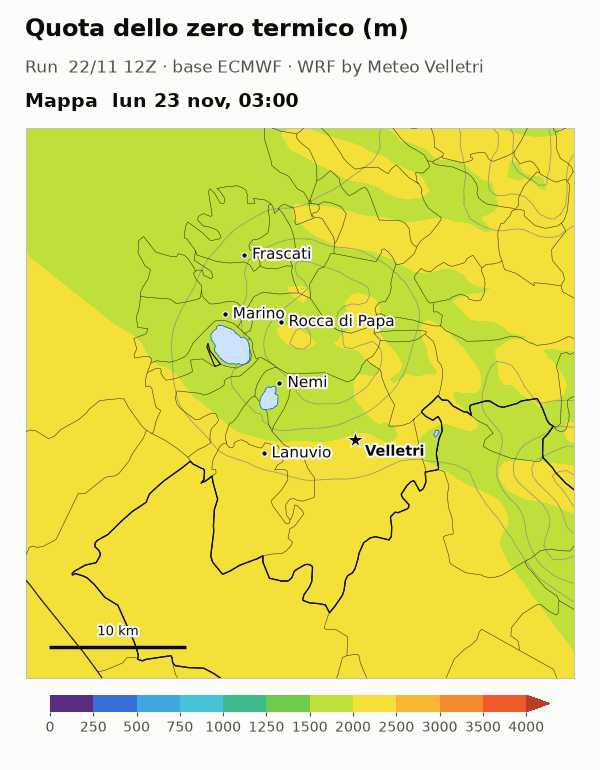 Quota dello zero termico (m)
Run  22/11 12Z · base ECMWF · WRF by Meteo Velletri
Mappa  lun 23 nov, 03:00
Frascati
Marino
Rocca di Papa
Nemi
Velletri
Lanuvio
10 km
0 250 500 750 1000 1250 1500 2000 2500 3000 3500 4000